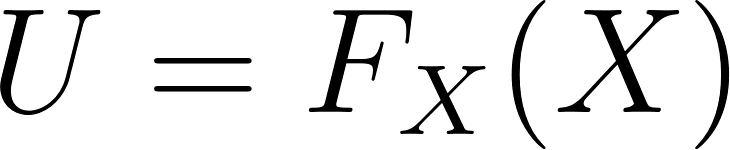 U = F_X(X)